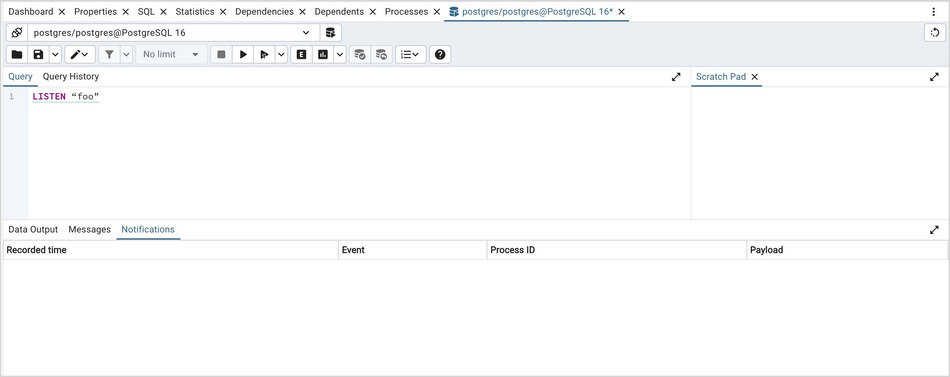 Dashboard Properties SQL Statistics Dependencies Dependents Processes postgres/postgres@PostgreSQL 16*
postgres/postgres@PostgreSQL 16
No limit E ?
Query Query History Scratch Pad
1 LISTEN “foo”
Data Output Messages Notifications
Recorded time Event Process ID Payload